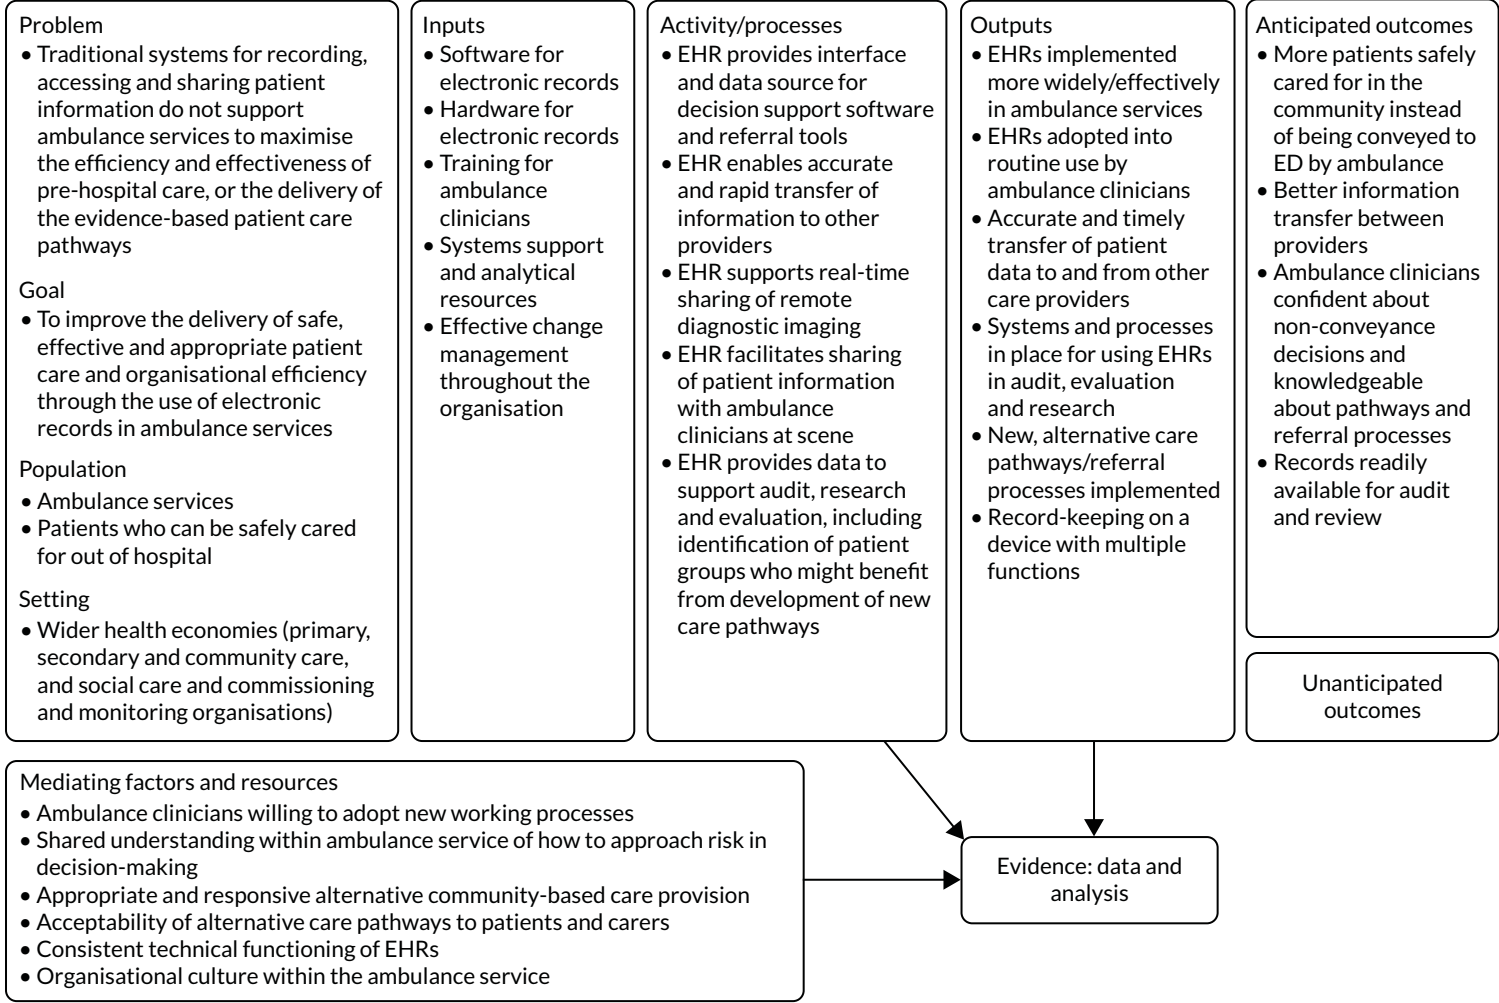 Problem
• Traditional systems for recording,
accessing and sharing patient
information do not support
ambulance services to maximise
the efficiency and effectiveness of
pre-hospital care, or the delivery of
the evidence-based patient care
pathways
Goal
• To improve the delivery of safe,
effective and appropriate patient
care and organisational efficiency
through the use of electronic
records in ambulance services
Population
• Ambulance services
• Patients who can be safely cared
for out of hospital
Setting
• Wider health economies (primary,
secondary and community care,
and social care and commissioning
and monitoring organisations)
Inputs
• Software for
electronic records
• Hardware for
electronic records
• Training for
ambulance
clinicians
• Systems support
and analytical
resources
• Effective change
management
throughout the
organisation
Activity/processes
• EHR provides interface
and data source for
decision support software
and referral tools
• EHR enables accurate
and rapid transfer of
information to other
providers
• EHR supports real-time
sharing of remote
diagnostic imaging
• EHR facilitates sharing
of patient information
with ambulance
clinicians at scene
• EHR provides data to
support audit, research
and evaluation, including
identification of patient
groups who might benefit
from development of new
care pathways
Outputs
• EHRs implemented
more widely/effectively
in ambulance services
• EHRs adopted into
routine use by
ambulance clinicians
• Accurate and timely
transfer of patient
data to and from other
care providers
• Systems and processes
in place for using EHRs
in audit, evaluation
and research
• New, alternative care
pathways/referral
processes implemented
• Record-keeping on a
device with multiple
functions
Anticipated outcomes
• More patients safely
cared for in the
community instead
of being conveyed to
ED by ambulance
• Better information
transfer between
providers
• Ambulance clinicians
confident about
non-conveyance
decisions and
knowledgeable
about pathways and
referral processes
• Records readily
available for audit
and review
Unanticipated
outcomes
Mediating factors and resources
• Ambulance clinicians willing to adopt new working processes
• Shared understanding within ambulance service of how to approach risk in
decision-making
• Appropriate and responsive alternative community-based care provision
• Acceptability of alternative care pathways to patients and carers
• Consistent technical functioning of EHRs
• Organisational culture within the ambulance service
Evidence: data and
analysis